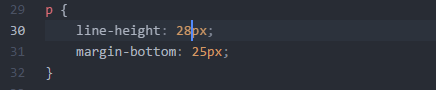 29 p {
30     line-height: 28px;
31     margin-bottom: 25px;
32 }